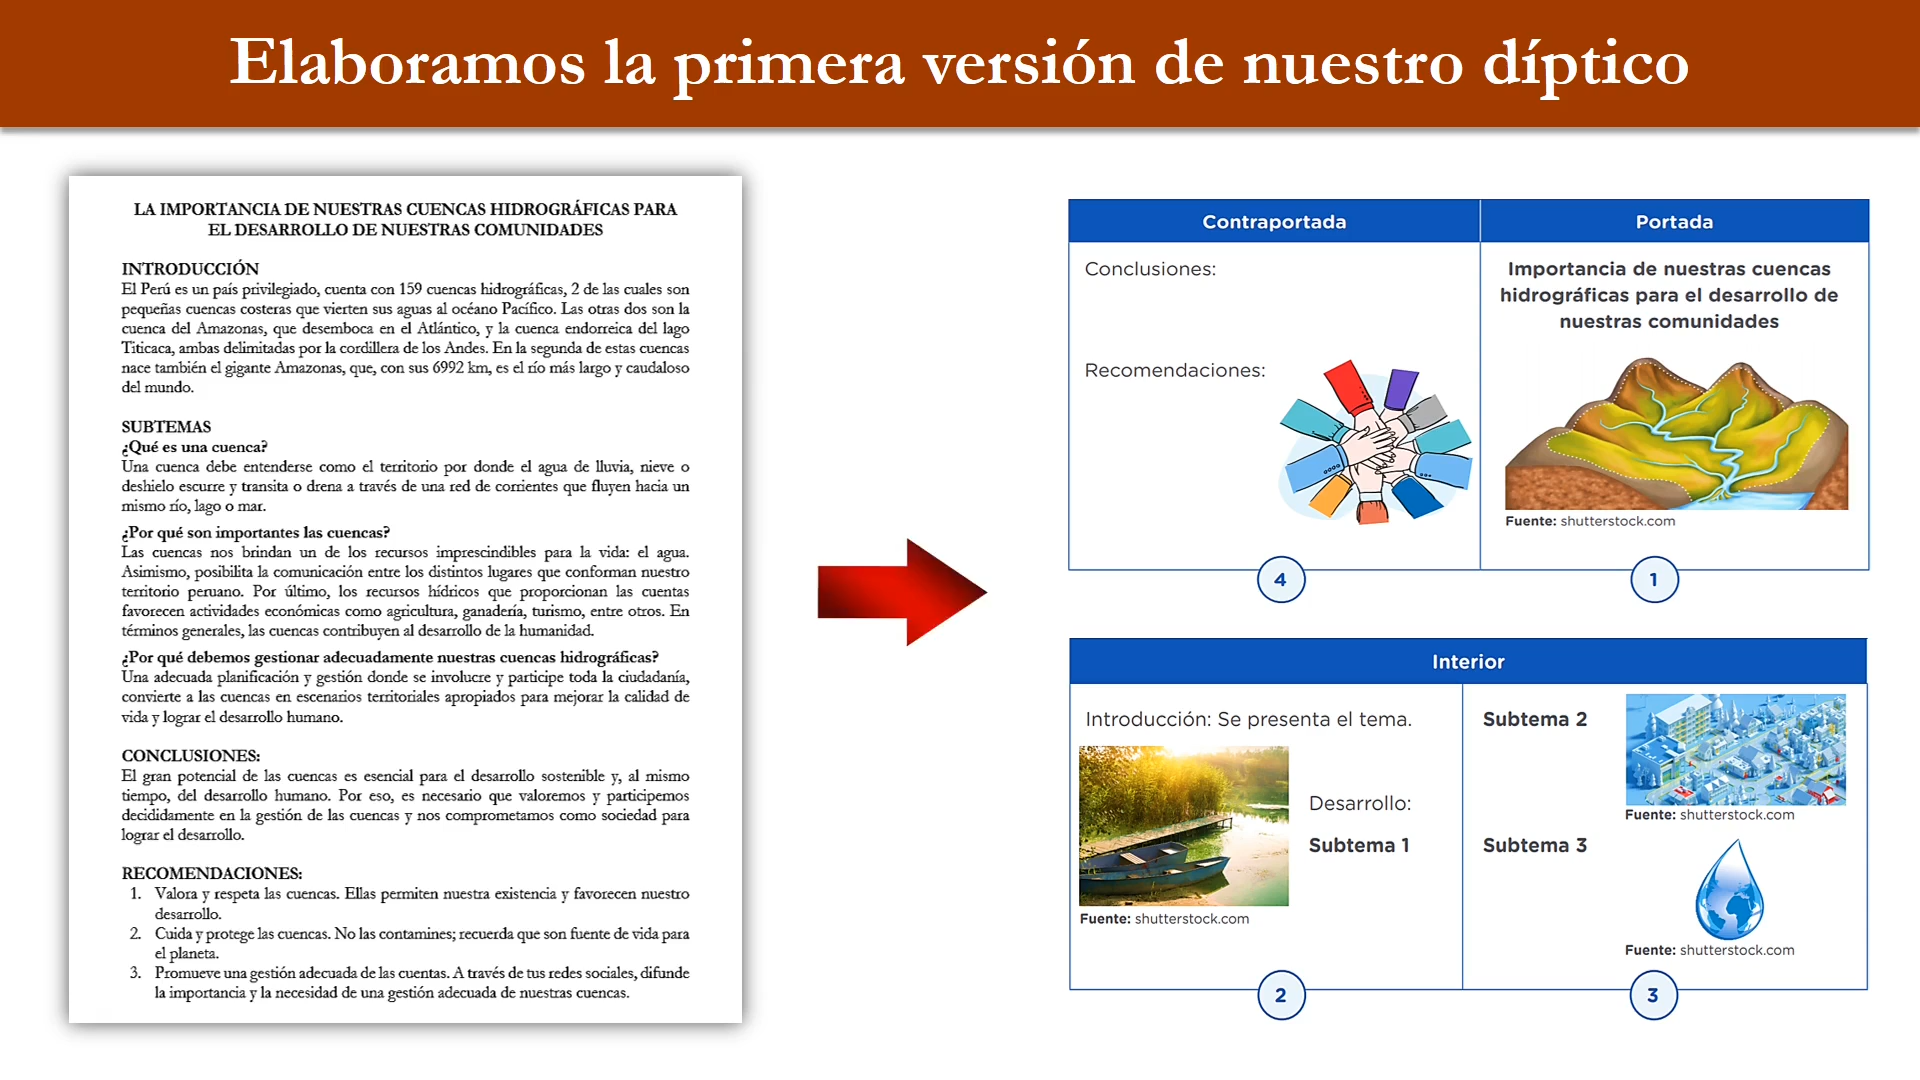 Elaboramos la primera versión de nuestro díptico
LA IMPORTANCIA DE NUESTRAS CUENCAS HIDROGRÁFICAS PARA
EL DESARROLLO DE NUESTRAS COMUNIDADES
INTRODUCCIÓN
El Perú es un país privilegiado, cuenta con 159 cuencas hidrográficas, 2 de las cuales son
pequeñas cuencas costeras que vierten sus aguas al océano Pacífico. Las otras dos son la
cuenca del Amazonas, que desemboca en el Atlántico, y la cuenca endorreica del lago
Titicaca, ambas delimitadas por la cordillera de los Andes. En la segunda de estas cuencas
nace también el gigante Amazonas, que, con sus 6992 km, es el río más largo y caudaloso
del mundo.
SUBTEMAS
¿Qué es una cuenca?
Una cuenca debe entenderse como el territorio por donde el agua de lluvia, nieve o
deshielo escurre y transita o drena a través de una red de corrientes que fluyen hacia un
mismo río, lago o mar.
¿Por qué son importantes las cuencas?
Las cuencas nos brindan un de los recursos imprescindibles para la vida: el agua.
Asimismo, posibilita la comunicación entre los distintos lugares que conforman nuestro
territorio peruano. Por último, los recursos hídricos que proporcionan las cuentas
favorecen actividades económicas como agricultura, ganadería, turismo, entre otros. En
términos generales, las cuencas contribuyen al desarrollo de la humanidad.
¿Por qué debemos gestionar adecuadamente nuestras cuencas hidrográficas?
Una adecuada planificación y gestión donde se involucre y participe toda la ciudadanía,
convierte a las cuencas en escenarios territoriales apropiados para mejorar la calidad de
vida y lograr el desarrollo humano.
CONCLUSIONES:
El gran potencial de las cuencas es esencial para el desarrollo sostenible y, al mismo
tiempo, del desarrollo humano. Por eso, es necesario que valoremos y participemos
decididamente en la gestión de las cuencas y nos comprometamos como sociedad para
lograr el desarrollo.
RECOMENDACIONES:
1. Valora y respeta las cuencas. Ellas permiten nuestra existencia y favorecen nuestro
desarrollo.
2. Cuida y protege las cuencas. No las contamines; recuerda que son fuente de vida para
el planeta.
3. Promueve una gestión adecuada de las cuentas. A través de tus redes sociales, difunde
la importancia y la necesidad de una gestión adecuada de nuestras cuencas.
Contraportada
Conclusiones:
Recomendaciones:
4
Portada
Importancia de nuestras cuencas
hidrográficas para el desarrollo de
nuestras comunidades
Fuente: shutterstock.com
1
Interior
Introducción: Se presenta el tema.
Desarrollo:
Subtema 1
Fuente: shutterstock.com
2
Subtema 2
Fuente: shutterstock.com
Subtema 3
Fuente: shutterstock.com
3